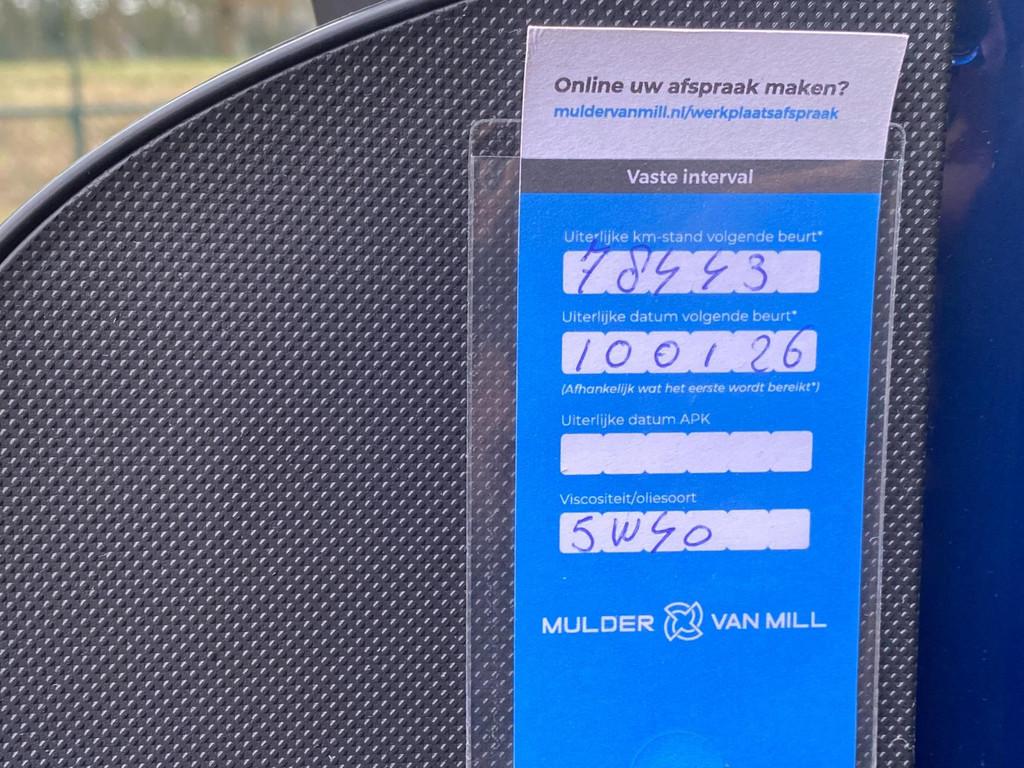 Online uw afspraak maken?
muldervanmill.nl/werkplaatsafspraak
Vaste interval
Uiterlijke km-stand volgende beurt*
78443
Uiterlijke datum volgende beurt*
100126
(Afhankelijk wat het eerste wordt bereikt*)
Uiterlijke datum APK
Viscositeit/oliesoort
5W40
MULDER VAN MILL